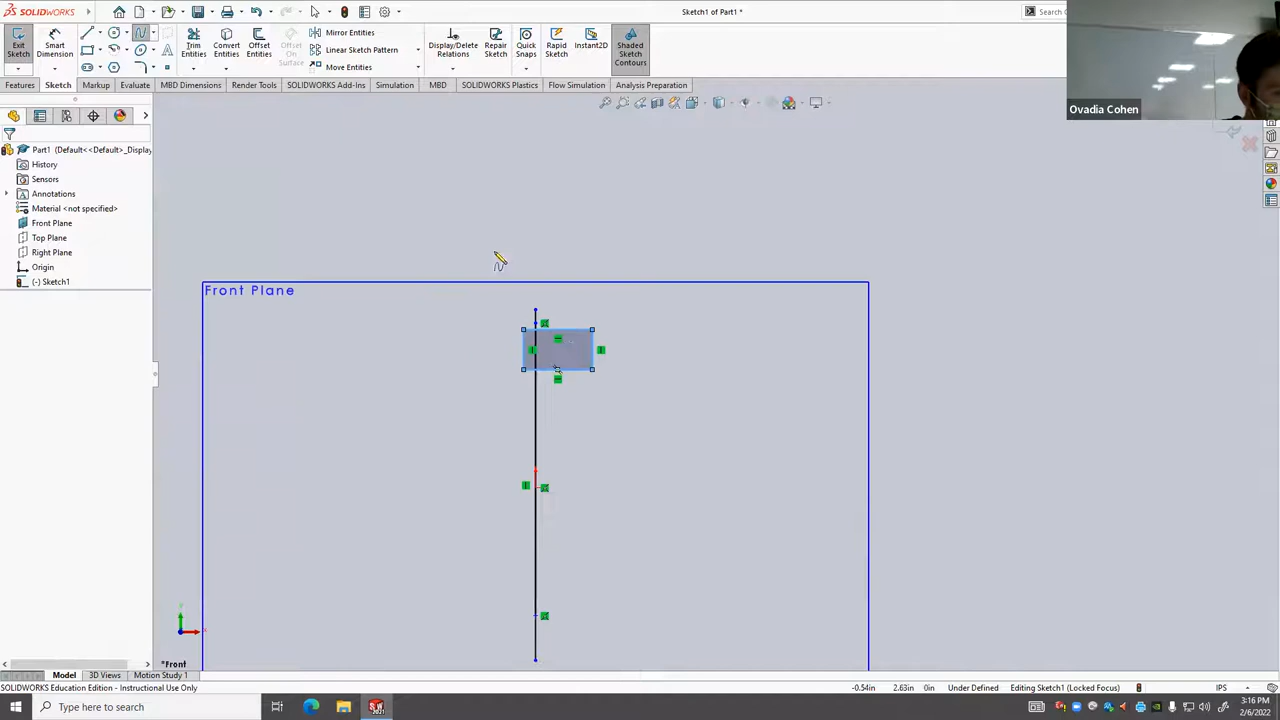 SOLIDWORKS
Sketch1 of Part1 *
Search
Exit Sketch
Smart Dimension
Trim Entities
Convert Entities
Offset Entities
Offset On Surface
Mirror Entities
Linear Sketch Pattern
Move Entities
Display/Delete Relations
Repair Sketch
Quick Snaps
Rapid Sketch
Instant2D
Shaded Sketch Contours
Features
Sketch
Markup
Evaluate
MBD Dimensions
Render Tools
SOLIDWORKS Add-Ins
Simulation
MBD
SOLIDWORKS Plastics
Flow Simulation
Analysis Preparation
Ovadia Cohen
Part1 (Default<<Default>_Display
History
Sensors
Annotations
Material <not specified>
Front Plane
Top Plane
Right Plane
Origin
(-) Sketch1
Front Plane
*Front
Model
3D Views
Motion Study 1
SOLIDWORKS Education Edition - Instructional Use Only
-0.54in
2.63in
0in
Under Defined
Editing Sketch1 (Locked Focus)
IPS
Type here to search
3:16 PM
2/6/2022